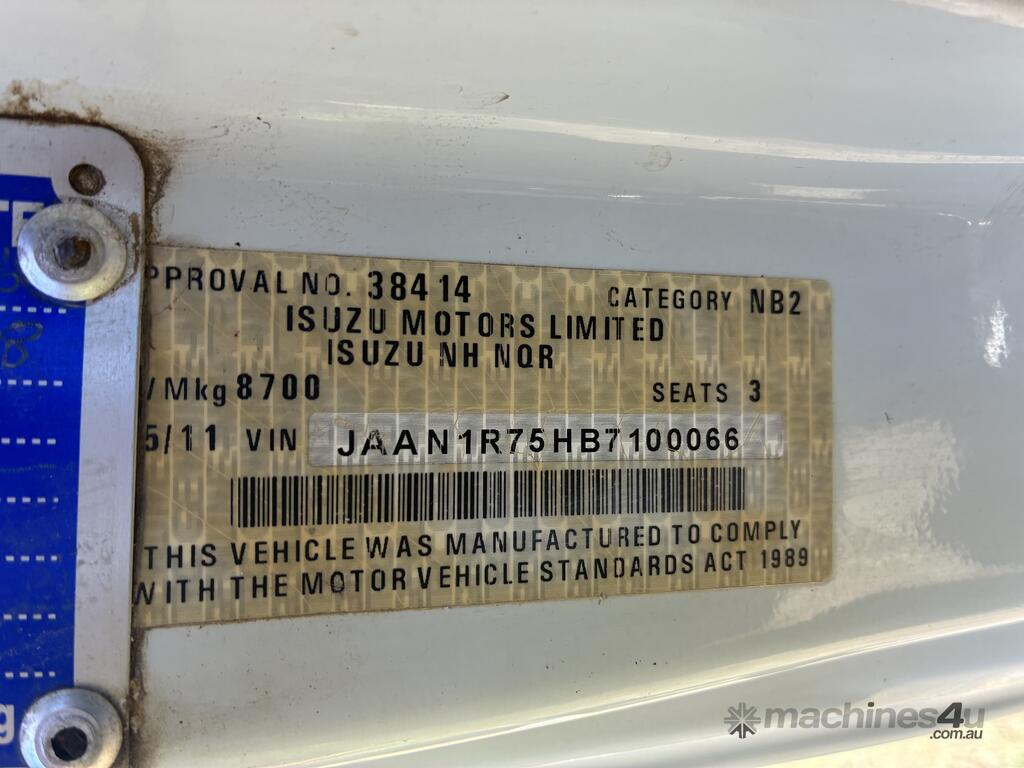 PPROVAL NO. 38414 CATEGORY NB2
ISUZU MOTORS LIMITED
ISUZU NH NQR
VMkg 8700 SEATS 3
5/11 VIN JAAN1R75HB7100066
THIS VEHICLE WAS MANUFACTURED TO COMPLY
WITH THE MOTOR VEHICLE STANDARDS ACT 1989
machines4u
.com.au